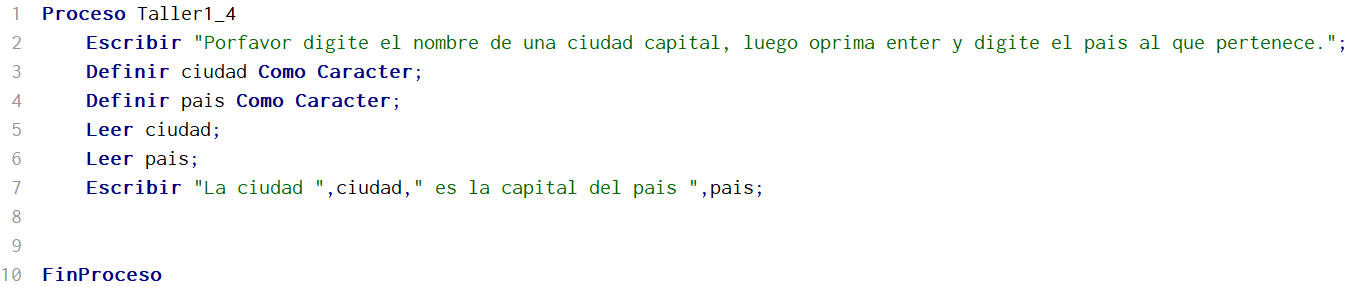 1 Proceso Taller1_4
2 Escribir "Porfavor digite el nombre de una ciudad capital, luego oprima enter y digite el pais al que pertenece.";
3 Definir ciudad Como Caracter;
4 Definir pais Como Caracter;
5 Leer ciudad;
6 Leer pais;
7 Escribir "La ciudad ",ciudad," es la capital del pais ",pais;
8
9
10 FinProceso